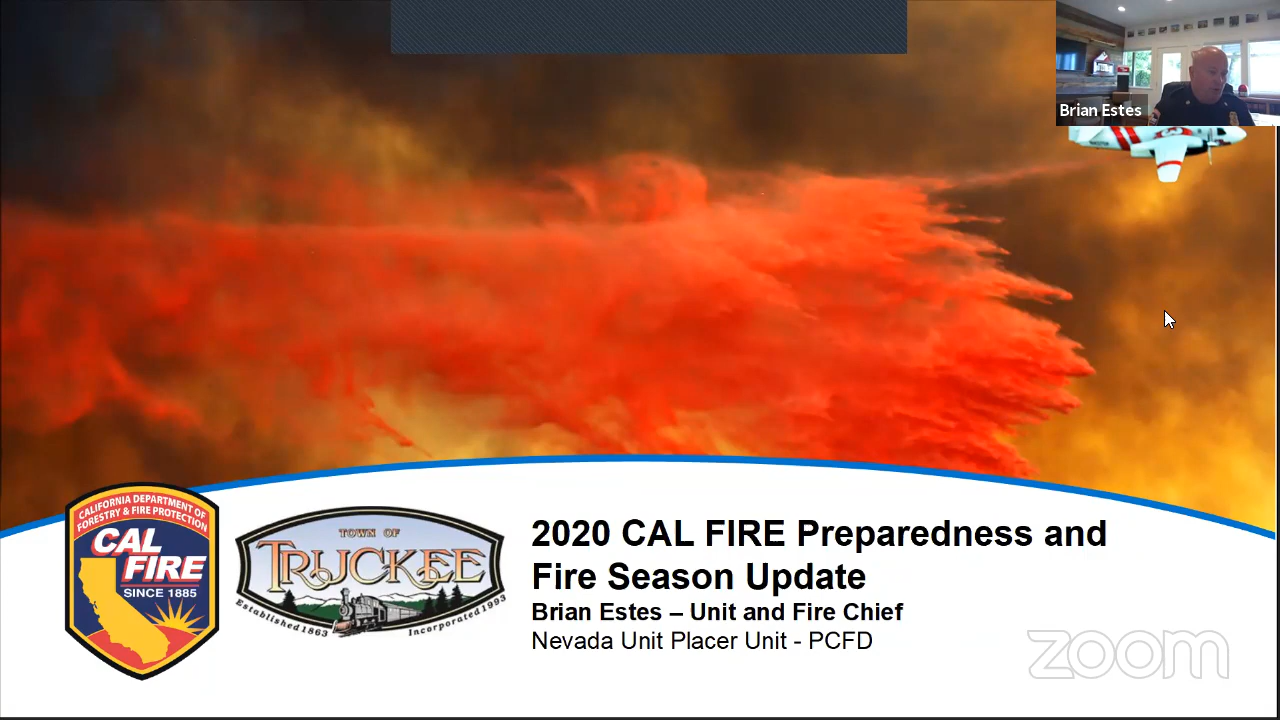 Brian Estes
CALIFORNIA DEPARTMENT OF
FORESTRY & FIRE PROTECTION
CAL
FIRE
SINCE 1885
TOWN OF
TRUCKEE
Established 1863
Incorporated 1993
2020 CAL FIRE Preparedness and
Fire Season Update
Brian Estes – Unit and Fire Chief
Nevada Unit Placer Unit - PCFD
zoom